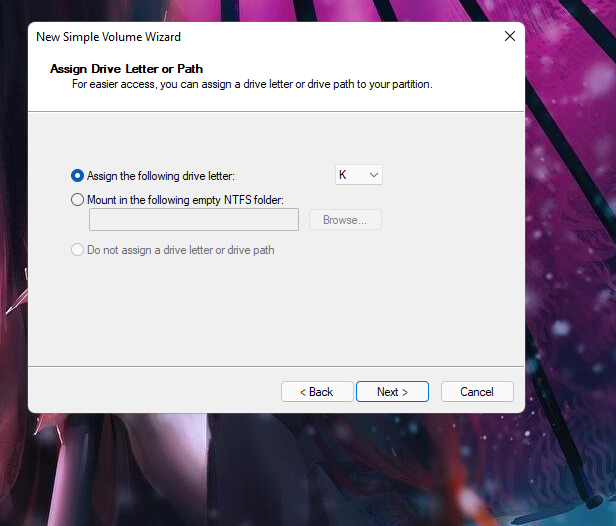 New Simple Volume Wizard
Assign Drive Letter or Path
For easier access, you can assign a drive letter or drive path to your partition.
Assign the following drive letter: K
Mount in the following empty NTFS folder:
Browse...
Do not assign a drive letter or drive path
< Back Next > Cancel